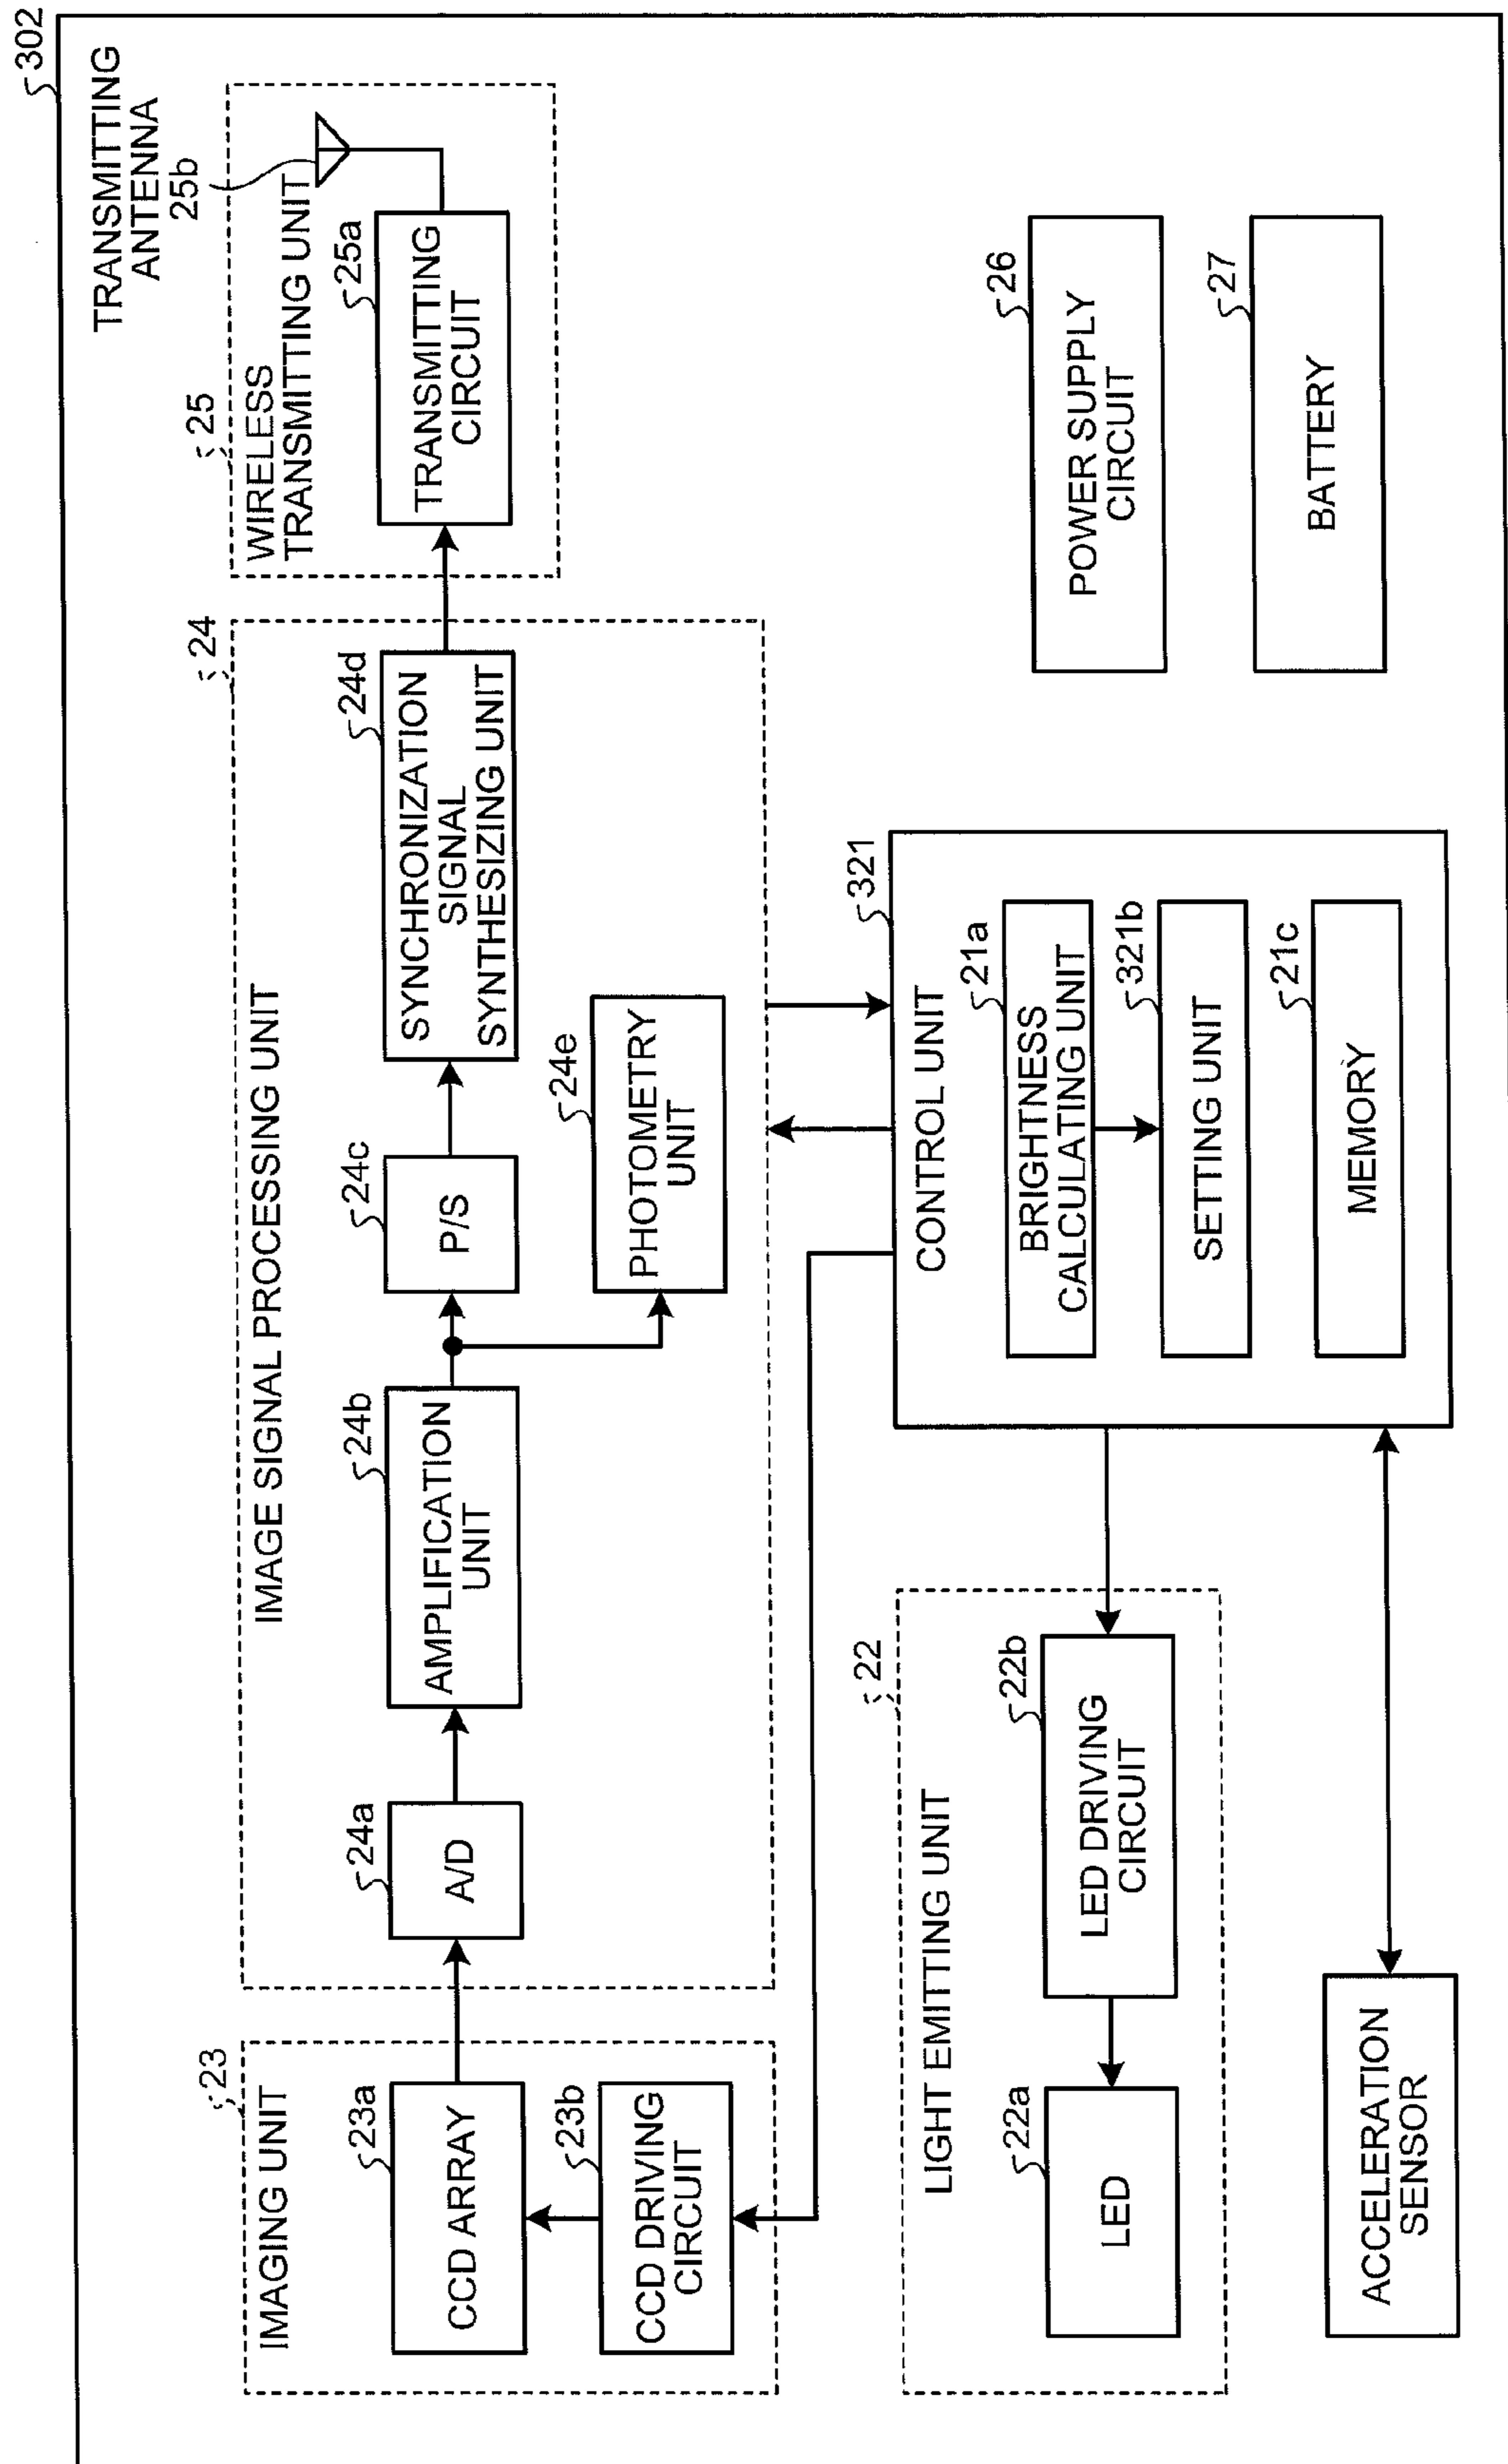 302
TRANSMITTING
ANTENNA
25b
25
WIRELESS
TRANSMITTING UNIT
25a
TRANSMITTING
CIRCUIT
24
IMAGE SIGNAL PROCESSING UNIT
24a
A/D
24b
AMPLIFICATION
UNIT
24c
P/S
24d
SYNCHRONIZATION
SIGNAL
SYNTHESIZING UNIT
24e
PHOTOMETRY
UNIT
23
IMAGING UNIT
23a
CCD ARRAY
23b
CCD DRIVING
CIRCUIT
22
LIGHT EMITTING UNIT
22a
LED
22b
LED DRIVING
CIRCUIT
ACCELERATION
SENSOR
321
CONTROL UNIT
21a
BRIGHTNESS
CALCULATING UNIT
321b
SETTING UNIT
21c
MEMORY
26
POWER SUPPLY
CIRCUIT
27
BATTERY